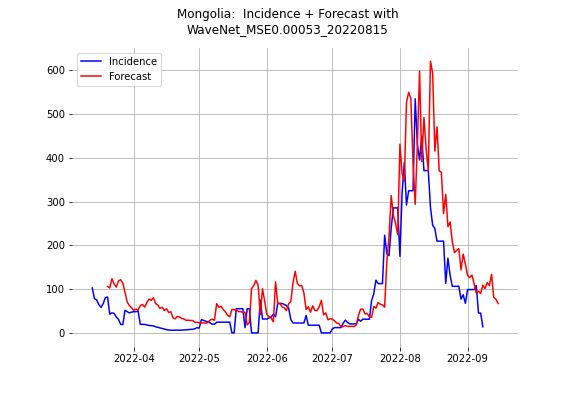 Mongolia:  Incidence + Forecast with
WaveNet_MSE0.00053_20220815
Incidence
Forecast
600
500
400
300
200
100
0
2022-04 2022-05 2022-06 2022-07 2022-08 2022-09